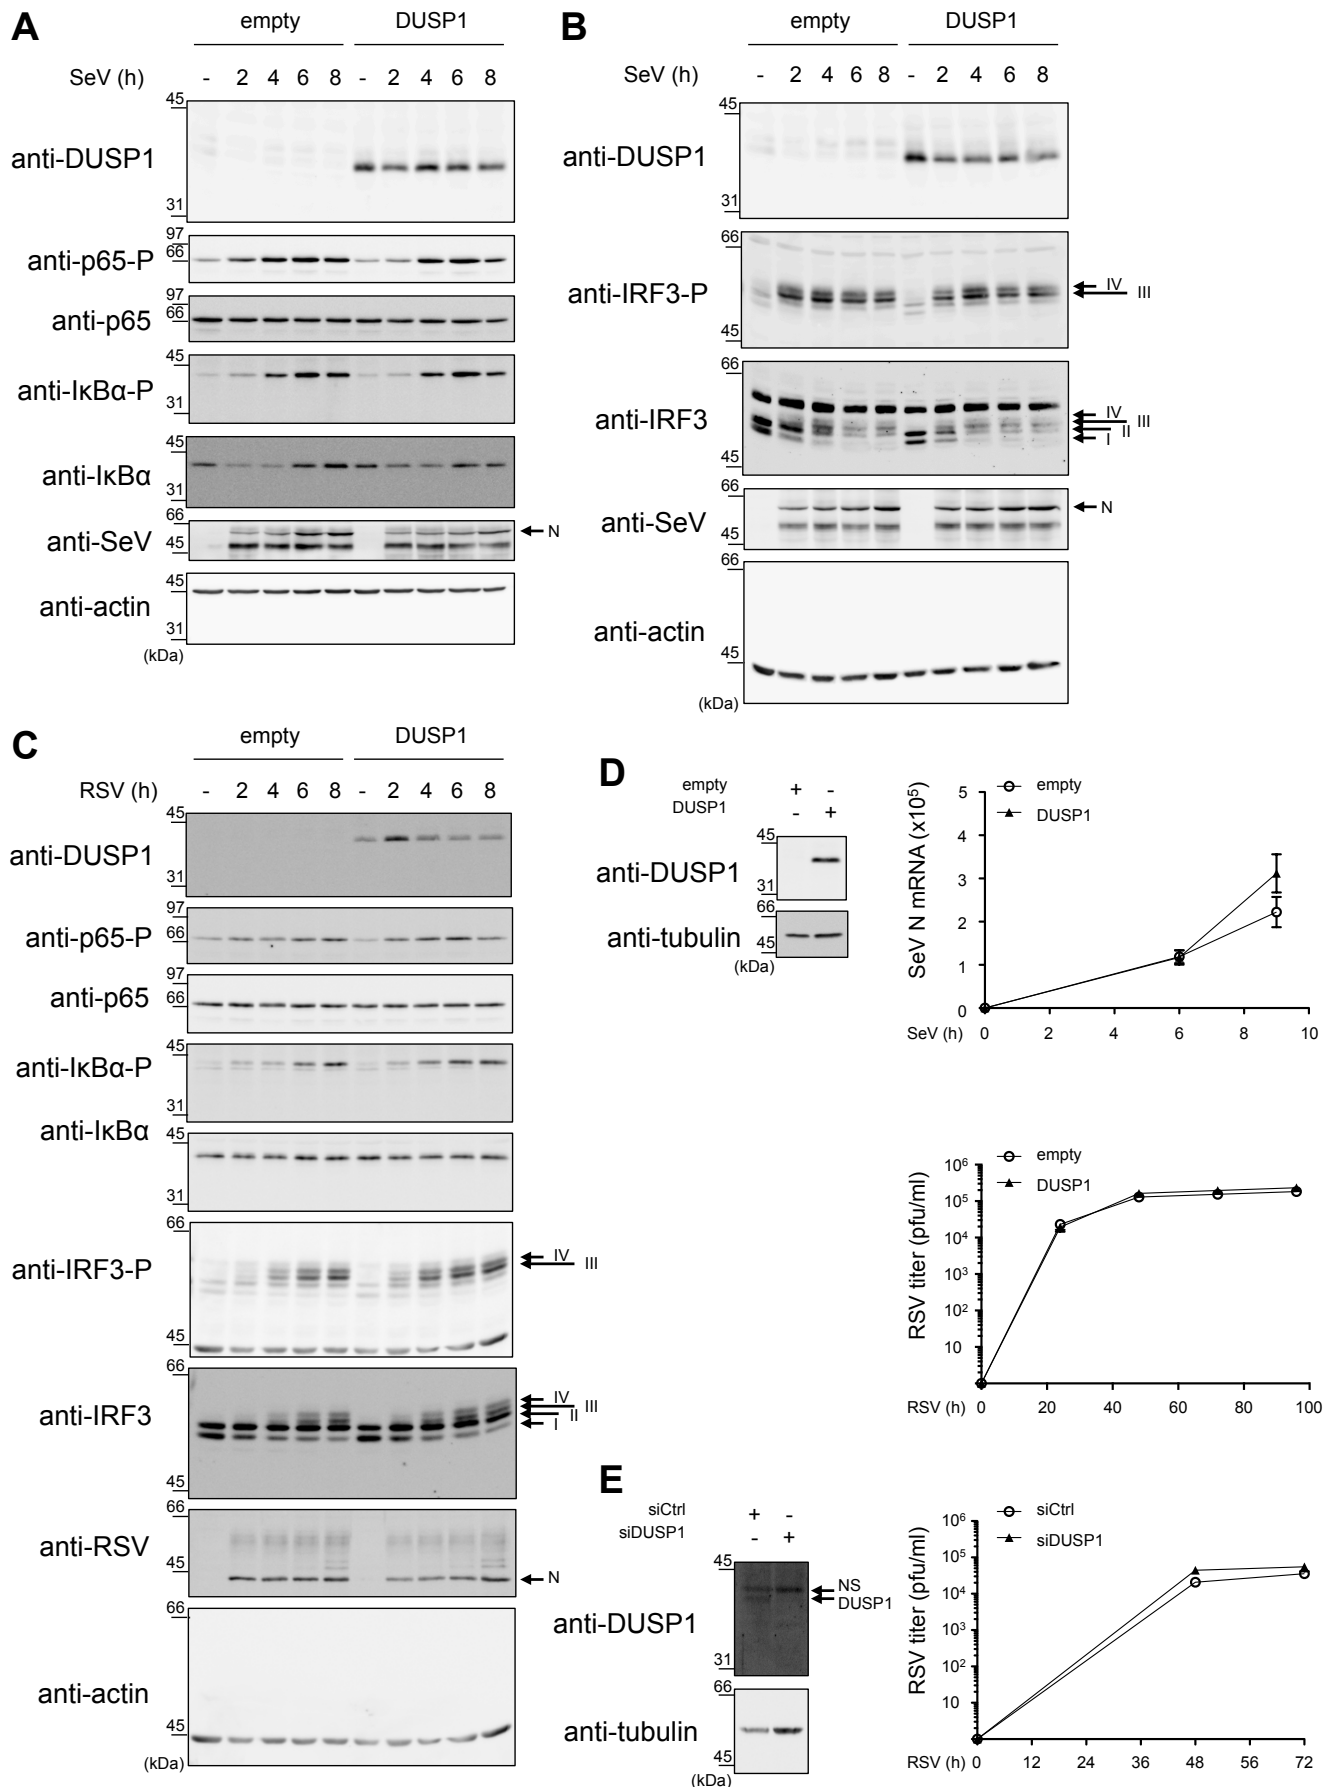 A
empty DUSP1
SeV (h) - 2 4 6 8 - 2 4 6 8
45
anti-DUSP1
31
97
66
anti-p65-P
97
66
anti-p65
45
anti-IκBα-P
31
45
anti-IκBα
31
66
anti-SeV
N
45
45
anti-actin
31
(kDa)
B
empty DUSP1
SeV (h) - 2 4 6 8 - 2 4 6 8
45
anti-DUSP1
31
66
anti-IRF3-P
IV
III
45
66
anti-IRF3
IV
III
II
I
45
66
anti-SeV
N
45
66
anti-actin
45
(kDa)
C
empty DUSP1
RSV (h) - 2 4 6 8 - 2 4 6 8
45
anti-DUSP1
31
97
anti-p65-P
66
97
anti-p65
66
45
anti-IκBα-P
31
anti-IκBα
45
31
66
anti-IRF3-P
IV
III
45
66
anti-IRF3
IV
III
II
I
45
66
anti-RSV
45
N
66
anti-actin
45
(kDa)
D
empty + -
DUSP1 - +
45
anti-DUSP1
31
66
anti-tubulin
45
(kDa)
empty
DUSP1
SeV N mRNA (x10⁵)
5
4
3
2
1
0
SeV (h) 0 2 4 6 8 10
empty
DUSP1
RSV titer (pfu/ml)
10⁶
10⁵
10⁴
10³
10²
10
RSV (h) 0 20 40 60 80 100
E
siCtrl + -
siDUSP1 - +
45
NS
DUSP1
anti-DUSP1
31
66
anti-tubulin
45
(kDa)
siCtrl
siDUSP1
RSV titer (pfu/ml)
10⁶
10⁵
10⁴
10³
10²
10
RSV (h) 0 12 24 36 48 56 72